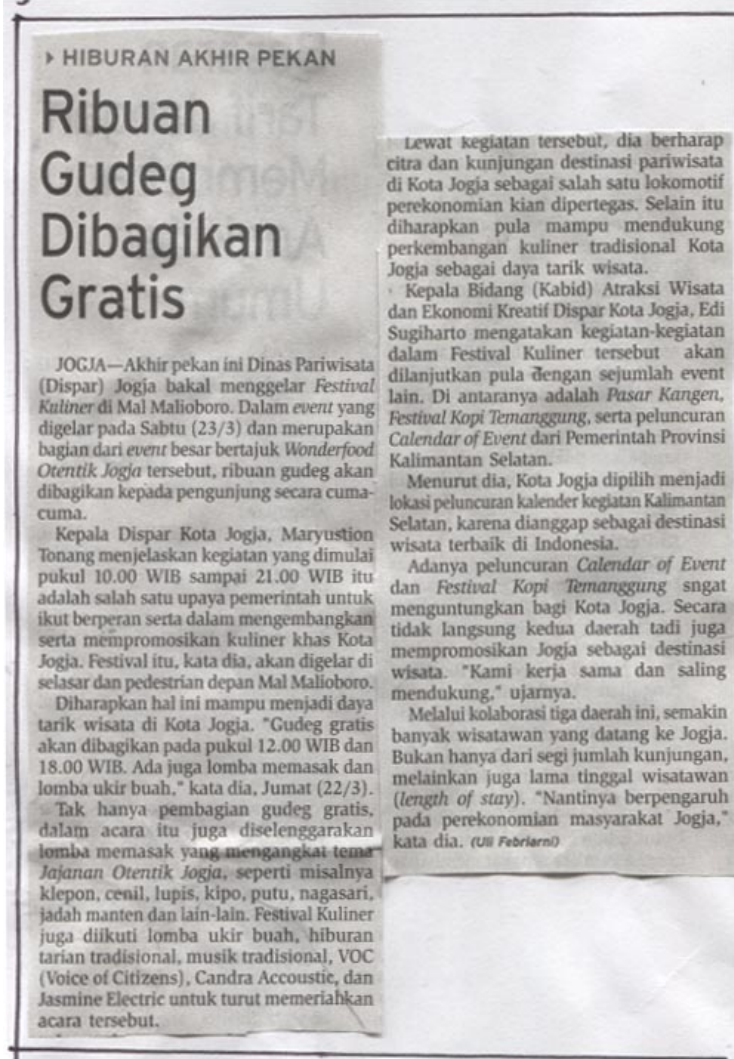 HIBURAN AKHIR PEKAN
Ribuan
Gudeg
Dibagikan
Gratis
JOGJA—Akhir pekan ini Dinas Pariwisata
(Dispar) Jogja bakal menggelar Festival
Kuliner di Mal Malioboro. Dalam event yang
digelar pada Sabtu (23/3) dan merupakan
bagian dari event besar bertajuk Wonderfood
Otentik Jogja tersebut, ribuan gudeg akan
dibagikan kepada pengunjung secara cuma-
cuma.
Kepala Dispar Kota Jogja, Maryustion
Tonang menjelaskan kegiatan yang dimulai
pukul 10.00 WIB sampai 21.00 WIB itu
adalah salah satu upaya pemerintah untuk
ikut berperan serta dalam mengembangkan
serta mempromosikan kuliner khas Kota
Jogja. Festival itu, kata dia, akan digelar di
selasar dan pedestrian depan Mal Malioboro.
Diharapkan hal ini mampu menjadi daya
tarik wisata di Kota Jogja. "Gudeg gratis
akan dibagikan pada pukul 12.00 WIB dan
18.00 WIB. Ada juga lomba memasak dan
lomba ukir buah," kata dia, Jumat (22/3).
Tak hanya pembagian gudeg gratis,
dalam acara itu juga diselenggarakan
lomba memasak yang mengangkat tema
Jajanan Otentik Jogja, seperti misalnya
klepon, cenil, lupis, kipo, putu, nagasari,
jadah manten dan lain-lain. Festival Kuliner
juga diikuti lomba ukir buah, hiburan
tarian tradisional, musik tradisional, VOC
(Voice of Citizens), Candra Accoustic, dan
Jasmine Electric untuk turut memeriahkan
acara tersebut.
Lewat kegiatan tersebut, dia berharap
citra dan kunjungan destinasi pariwisata
di Kota Jogja sebagai salah satu lokomotif
perekonomian kian dipertegas. Selain itu
diharapkan pula mampu mendukung
perkembangan kuliner tradisional Kota
Jogja sebagai daya tarik wisata.
Kepala Bidang (Kabid) Atraksi Wisata
dan Ekonomi Kreatif Dispar Kota Jogja, Edi
Sugiharto mengatakan kegiatan-kegiatan
dalam Festival Kuliner tersebut akan
dilanjutkan pula dengan sejumlah event
lain. Di antaranya adalah Pasar Kangen,
Festival Kopi Temanggung, serta peluncuran
Calendar of Event dari Pemerintah Provinsi
Kalimantan Selatan.
Menurut dia, Kota Jogja dipilih menjadi
lokasi peluncuran kalender kegiatan Kalimantan
Selatan, karena dianggap sebagai destinasi
wisata terbaik di Indonesia.
Adanya peluncuran Calendar of Event
dan Festival Kopi Temanggung sngat
menguntungkan bagi Kota Jogja. Secara
tidak langsung kedua daerah tadi juga
mempromosikan Jogja sebagai destinasi
wisata. "Kami kerja sama dan saling
mendukung," ujarnya.
Melalui kolaborasi tiga daerah ini, semakin
banyak wisatawan yang datang ke Jogja.
Bukan hanya dari segi jumlah kunjungan,
melainkan juga lama tinggal wisatawan
(length of stay). "Nantinya berpengaruh
pada perekonomian masyarakat Jogja,"
kata dia. (Uli Febriarni)